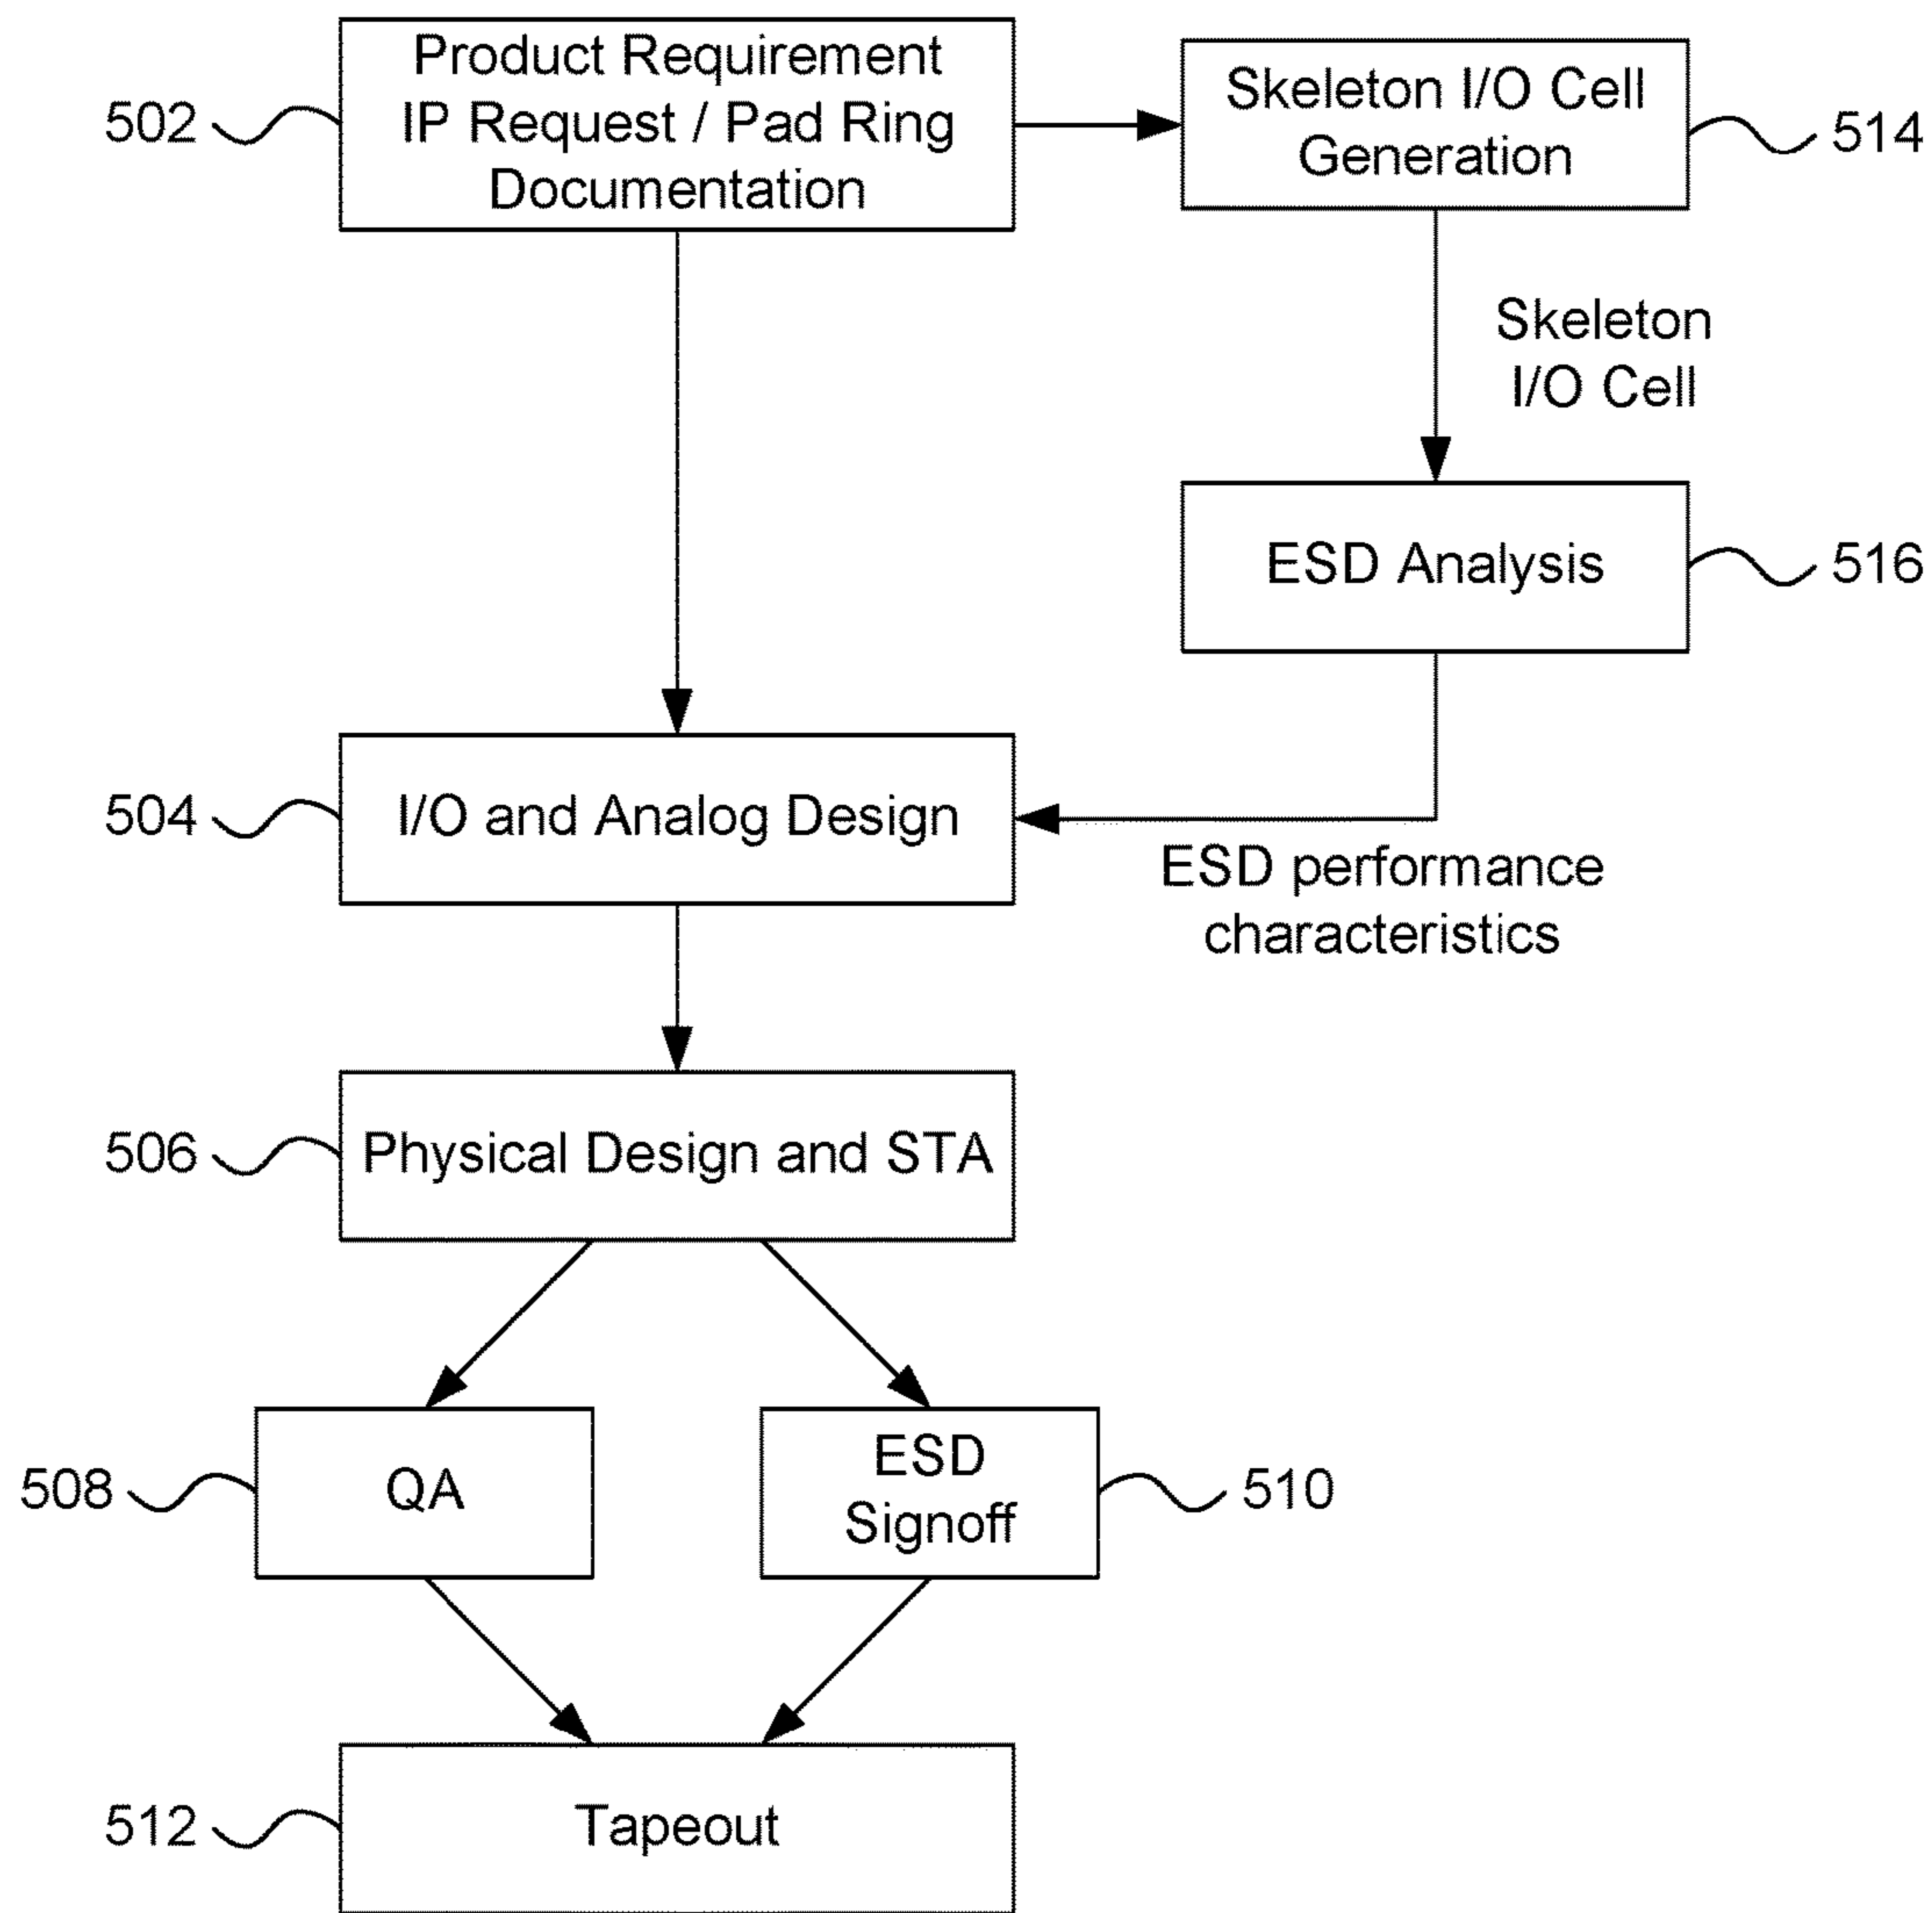 Product Requirement
IP Request / Pad Ring
Documentation
502
Skeleton I/O Cell
Generation
514
Skeleton
I/O Cell
ESD Analysis
516
504
I/O and Analog Design
ESD performance
characteristics
506
Physical Design and STA
508
QA
ESD
Signoff
510
512
Tapeout